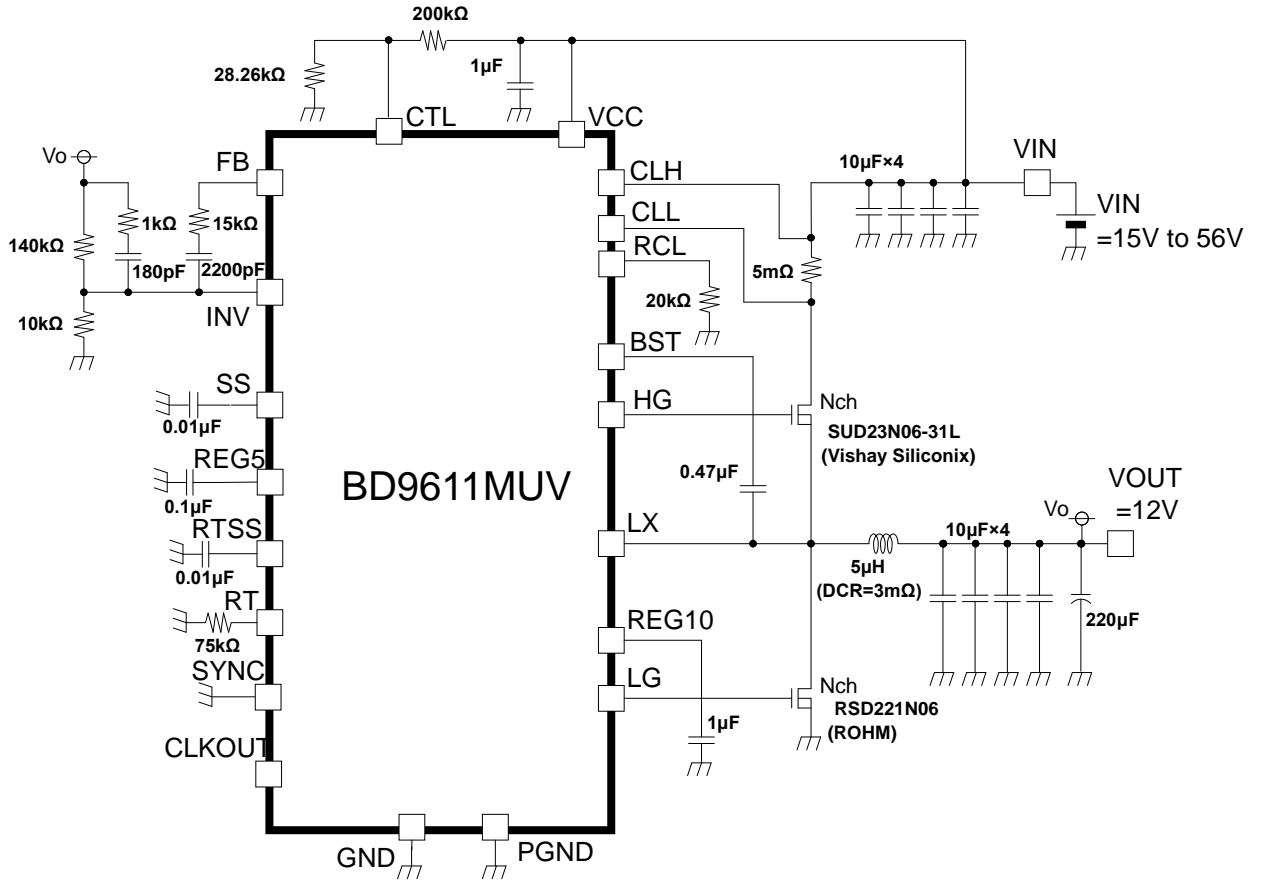 200kΩ
28.26kΩ
1µF
CTL
VCC
Vo
FB
CLH
10µF×4
VIN
1kΩ
15kΩ
CLL
VIN
=15V to 56V
140kΩ
RCL
180pF
2200pF
5mΩ
20kΩ
10kΩ
INV
BST
SS
HG
Nch
0.01µF
SUD23N06-31L
(Vishay Siliconix)
REG5
BD9611MUV
0.47µF
0.1µF
VOUT
=12V
Vo
RTSS
LX
10µF×4
0.01µF
5µH
(DCR=3mΩ)
RT
REG10
220µF
75kΩ
SYNC
LG
Nch
RSD221N06
(ROHM)
1µF
CLKOUT
GND
PGND